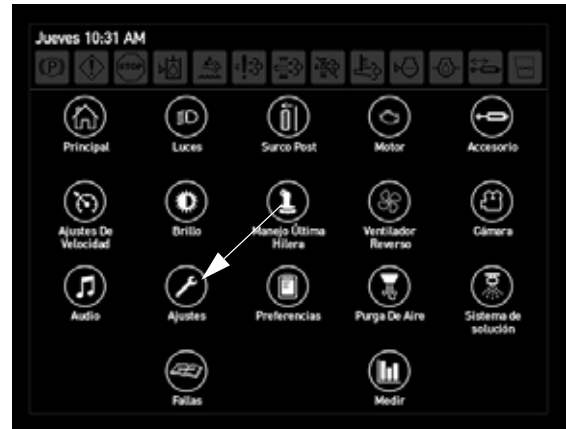 Jueves 10:31 AM
(P) STOP
Principal Luces Surco Post Motor Accesorio
Ajustes De Velocidad Brillo Manejo Última Hilera Ventilador Reverso Cámara
Audio Ajustes Preferencias Purga De Aire Sistema de solución
Fallas Medir